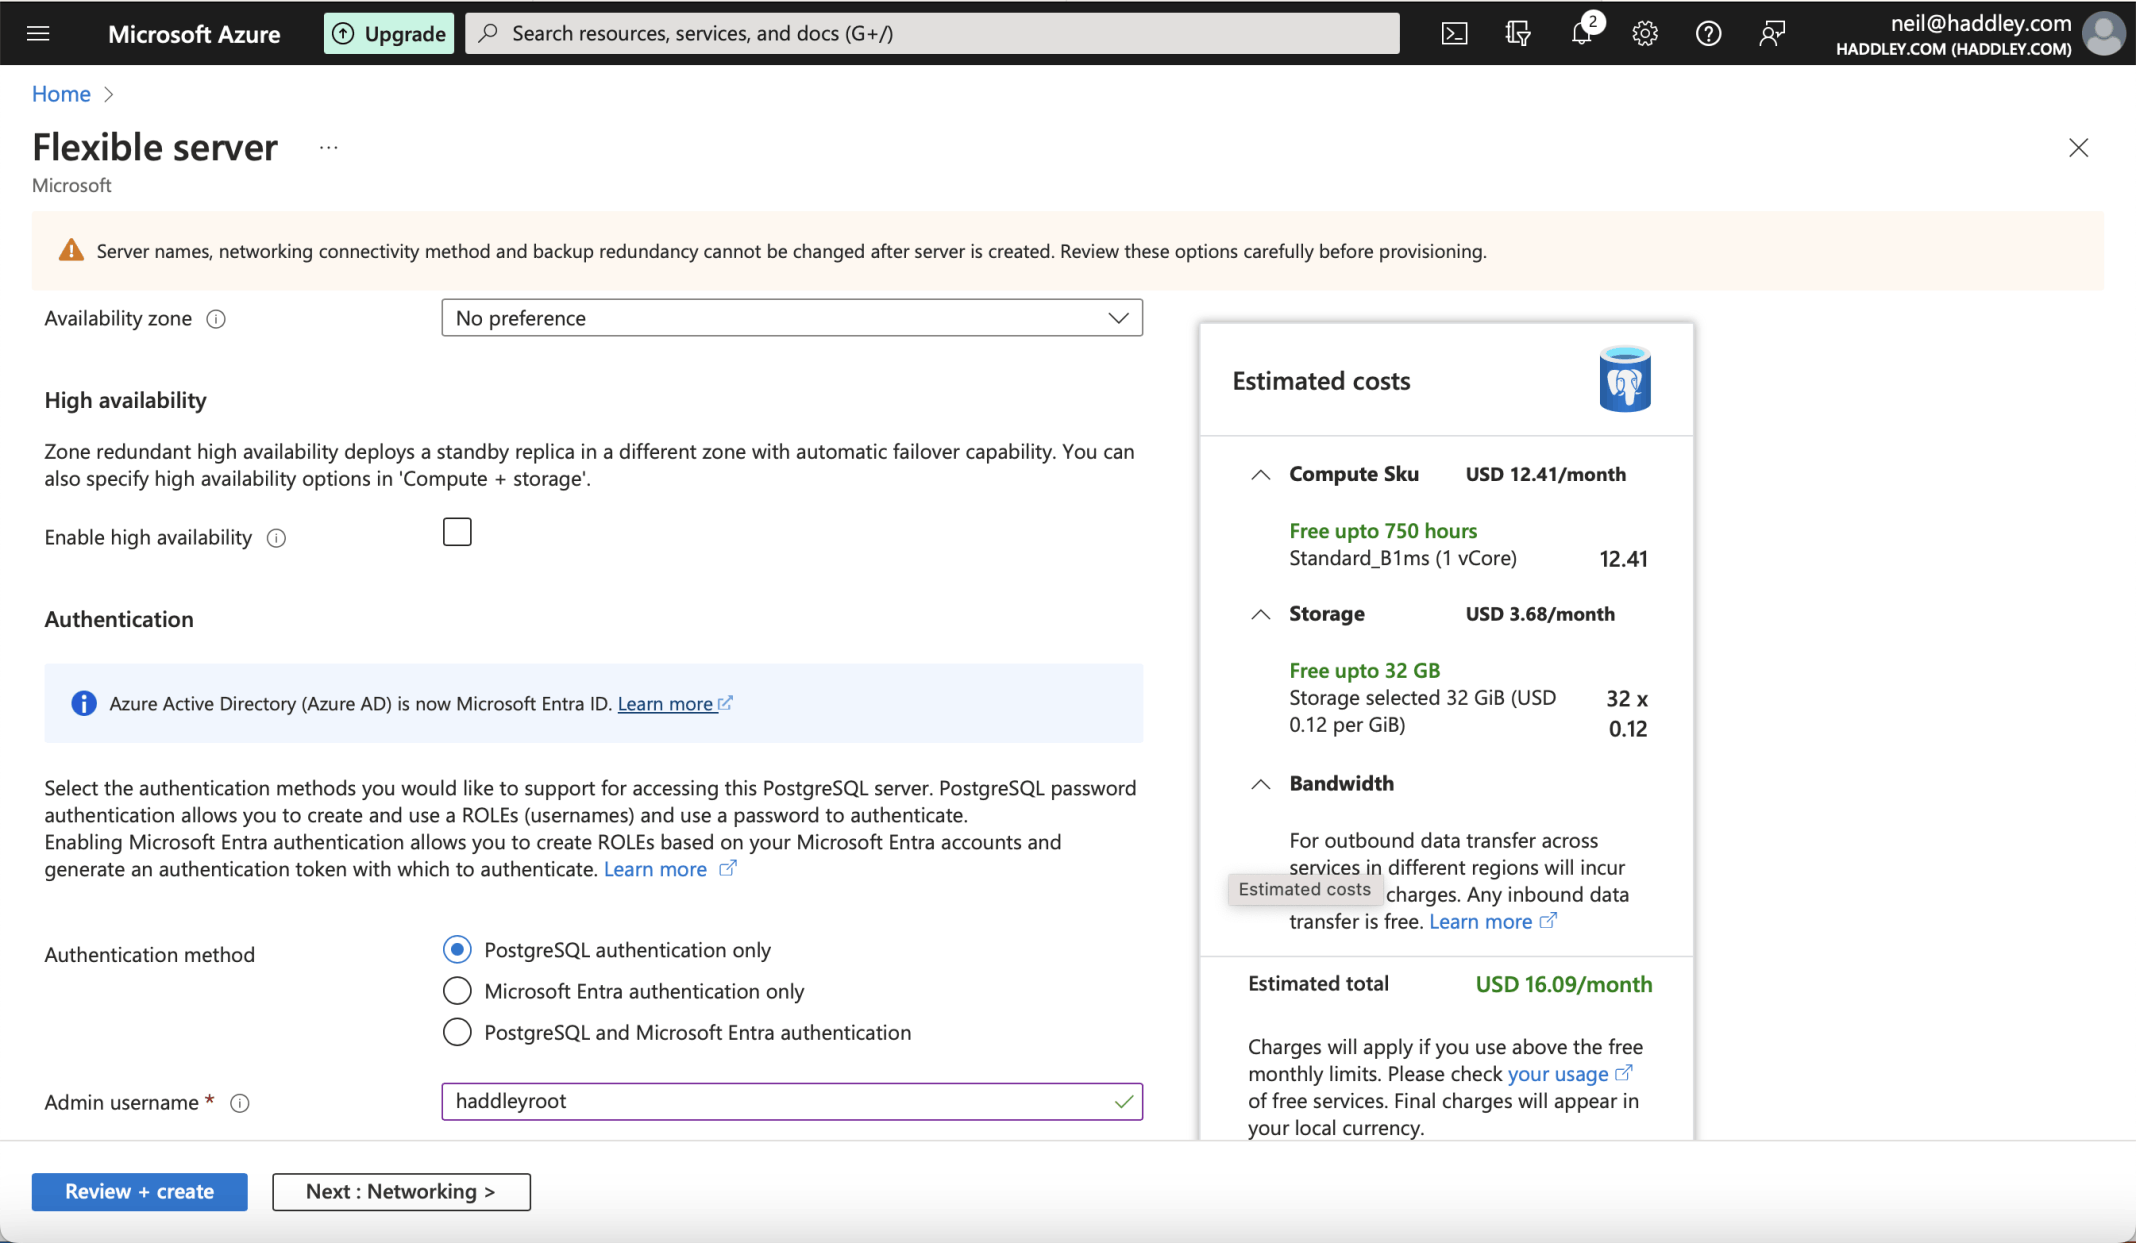 Microsoft Azure
Upgrade
Search resources, services, and docs (G+/)
2
neil@haddley.com
HADDLEY.COM (HADDLEY.COM)
Home
Flexible server
...
Microsoft
Server names, networking connectivity method and backup redundancy cannot be changed after server is created. Review these options carefully before provisioning.
Availability zone
No preference
High availability
Zone redundant high availability deploys a standby replica in a different zone with automatic failover capability. You can
also specify high availability options in 'Compute + storage'.
Enable high availability
Authentication
Azure Active Directory (Azure AD) is now Microsoft Entra ID. Learn more
Select the authentication methods you would like to support for accessing this PostgreSQL server. PostgreSQL password
authentication allows you to create and use a ROLEs (usernames) and use a password to authenticate.
Enabling Microsoft Entra authentication allows you to create ROLEs based on your Microsoft Entra accounts and
generate an authentication token with which to authenticate. Learn more
Authentication method
PostgreSQL authentication only
Microsoft Entra authentication only
PostgreSQL and Microsoft Entra authentication
Admin username *
haddleyroot
Estimated costs
Compute Sku USD 12.41/month
Free upto 750 hours
Standard_B1ms (1 vCore) 12.41
Storage USD 3.68/month
Free upto 32 GB
Storage selected 32 GiB (USD 32 x
0.12 per GiB) 0.12
Bandwidth
For outbound data transfer across
services in different regions will incur
Estimated costs charges. Any inbound data
transfer is free. Learn more
Estimated total USD 16.09/month
Charges will apply if you use above the free
monthly limits. Please check your usage
of free services. Final charges will appear in
your local currency.
Review + create
Next : Networking >